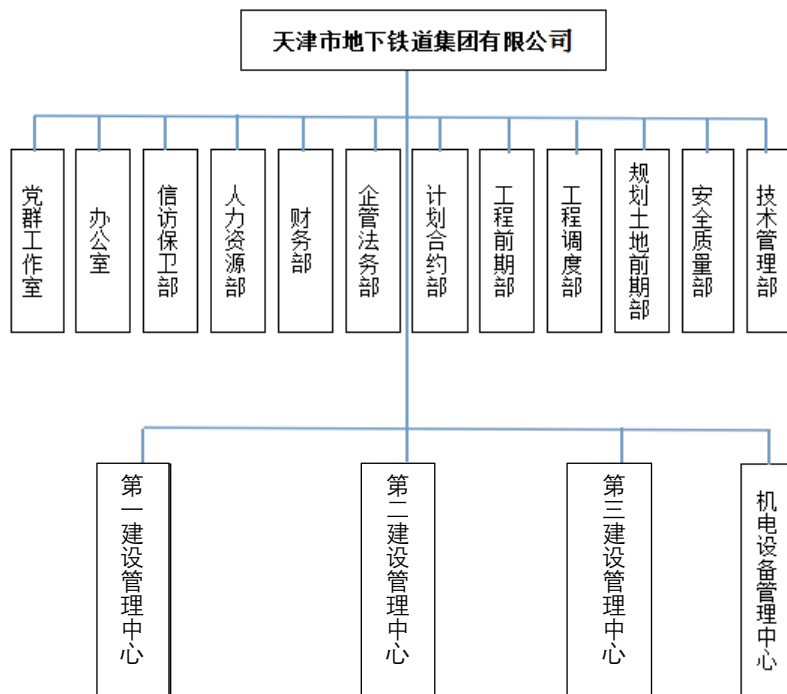 天津市地下铁道集团有限公司
党群工作室
办公室
信访保卫部
人力资源部
财务部
企管法务部
计划合约部
工程前期部
工程调度部
规划土地前期部
安全质量部
技术管理部
第一建设管理中心
第二建设管理中心
第三建设管理中心
机电设备管理中心